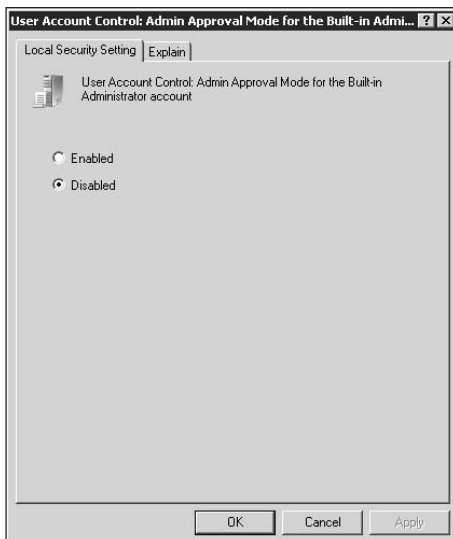 User Account Control: Admin Approval Mode for the Built-in Admi...
Local Security Setting
Explain
User Account Control: Admin Approval Mode for the Built-in
Administrator account
Enabled
Disabled
OK
Cancel
Apply